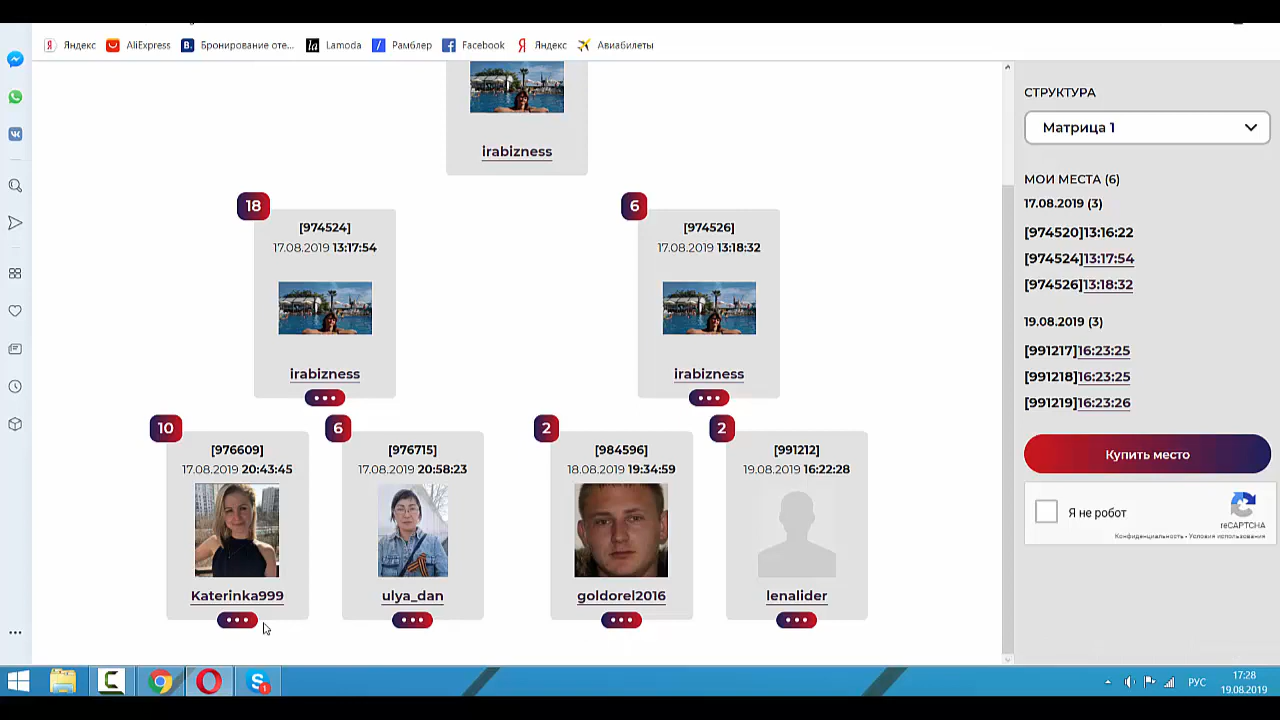 Яндекс
AliExpress
Бронирование оте...
Lamoda
Рамблер
Facebook
Яндекс
Авиабилеты
irabizness
18
[974524]
17.08.2019 13:17:54
irabizness
6
[974526]
17.08.2019 13:18:32
irabizness
10
[976609]
17.08.2019 20:43:45
Katerinka999
6
[976715]
17.08.2019 20:58:23
ulya_dan
2
[984596]
18.08.2019 19:34:59
goldorel2016
2
[991212]
19.08.2019 16:22:28
lenalider
СТРУКТУРА
Матрица 1
МОИ МЕСТА (6)
17.08.2019 (3)
[974520]13:16:22
[974524]13:17:54
[974526]13:18:32
19.08.2019 (3)
[991217]16:23:25
[991218]16:23:25
[991219]16:23:26
Купить место
Я не робот
reCAPTCHA
Конфиденциальность - Условия использования
РУС
17:28
19.08.2019